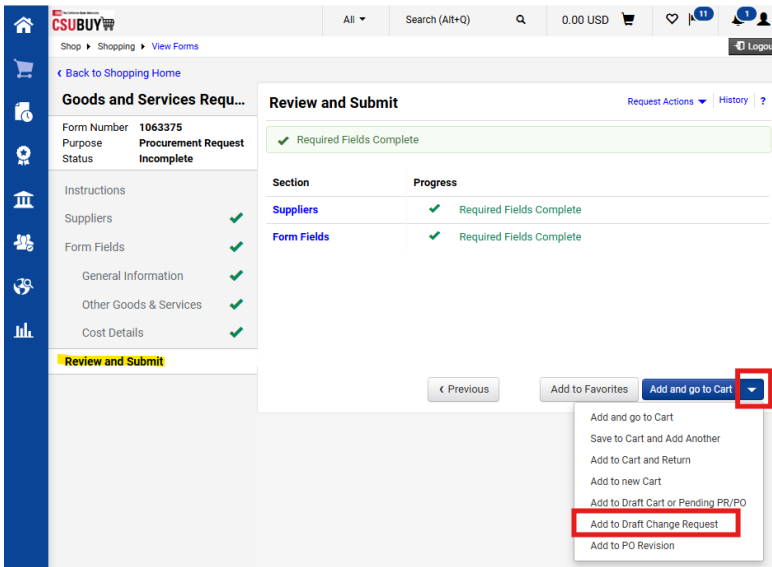 CSUBUY
All
Search (Alt+Q)
0.00 USD
11
1
Shop
Shopping
View Forms
Logou
Back to Shopping Home
Goods and Services Requ...
Form Number 1063375
Purpose Procurement Request
Status Incomplete
Instructions
Suppliers
Form Fields
General Information
Other Goods & Services
Cost Details
Review and Submit
Review and Submit
Request Actions
History
?
Required Fields Complete
Section Progress
Suppliers Required Fields Complete
Form Fields Required Fields Complete
Previous
Add to Favorites
Add and go to Cart
Add and go to Cart
Save to Cart and Add Another
Add to Cart and Return
Add to new Cart
Add to Draft Cart or Pending PR/PO
Add to Draft Change Request
Add to PO Revision